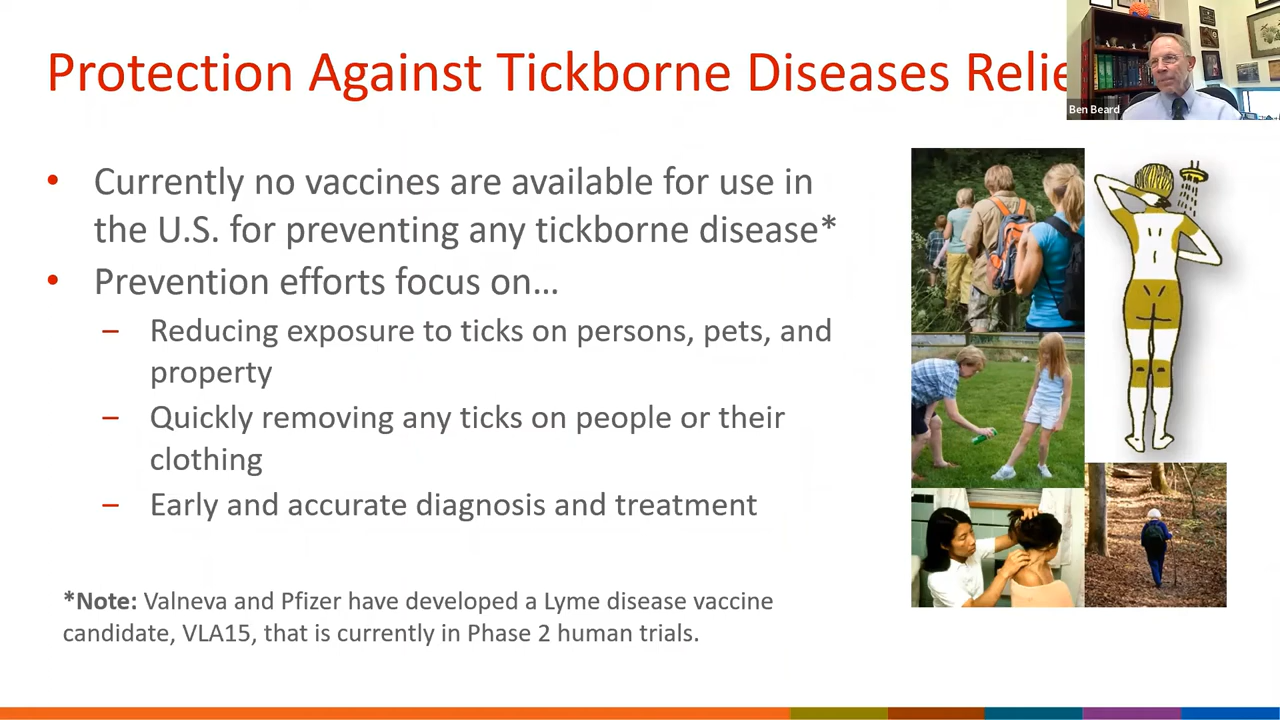 Protection Against Tickborne Diseases Relie
Ben Beard
• Currently no vaccines are available for use in
the U.S. for preventing any tickborne disease*
• Prevention efforts focus on…
– Reducing exposure to ticks on persons, pets, and
property
– Quickly removing any ticks on people or their
clothing
– Early and accurate diagnosis and treatment
*Note: Valneva and Pfizer have developed a Lyme disease vaccine
candidate, VLA15, that is currently in Phase 2 human trials.